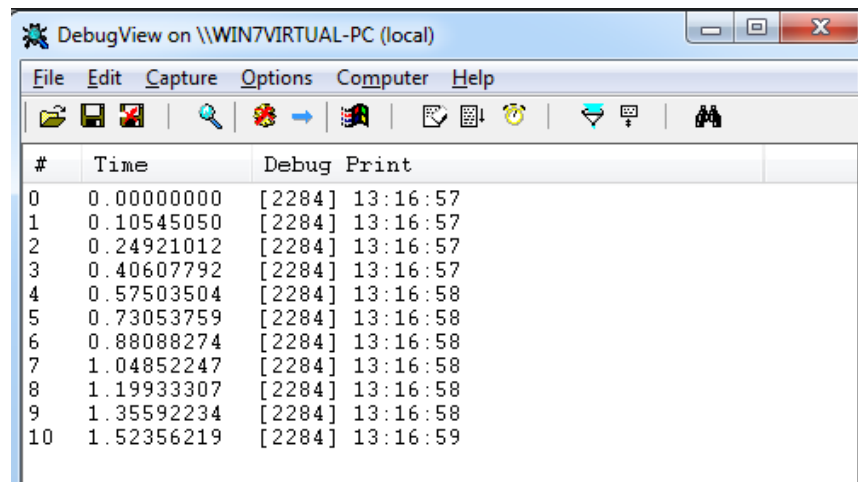 DebugView on \\WIN7VIRTUAL-PC (local)
File Edit Capture Options Computer Help
# Time Debug Print
0 0.00000000 [2284] 13:16:57
1 0.10545050 [2284] 13:16:57
2 0.24921012 [2284] 13:16:57
3 0.40607792 [2284] 13:16:57
4 0.57503504 [2284] 13:16:58
5 0.73053759 [2284] 13:16:58
6 0.88088274 [2284] 13:16:58
7 1.04852247 [2284] 13:16:58
8 1.19933307 [2284] 13:16:58
9 1.35592234 [2284] 13:16:58
10 1.52356219 [2284] 13:16:59